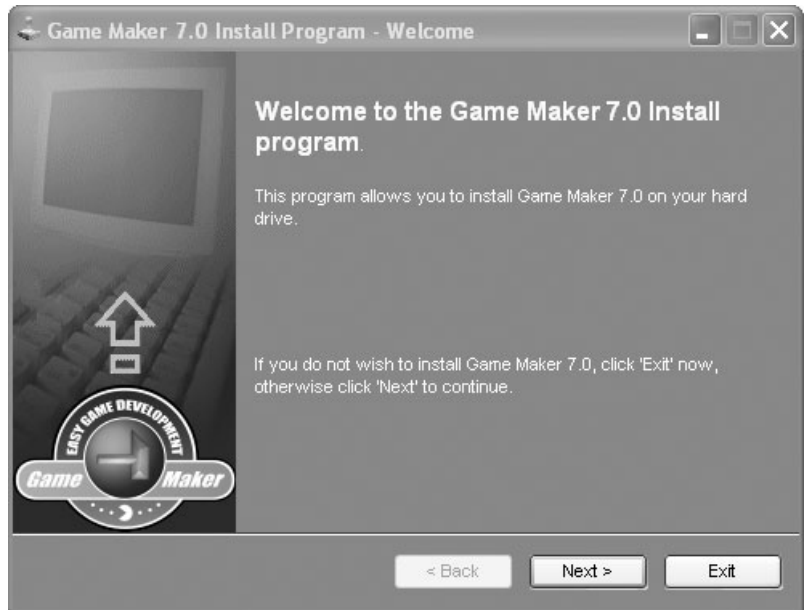 Game Maker 7.0 Install Program - Welcome
Welcome to the Game Maker 7.0 Install
program.
This program allows you to install Game Maker 7.0 on your hard
drive.
If you do not wish to install Game Maker 7.0, click 'Exit' now,
otherwise click 'Next' to continue.
EASY GAME DEVELOPMENT
Game Maker
< Back
Next >
Exit